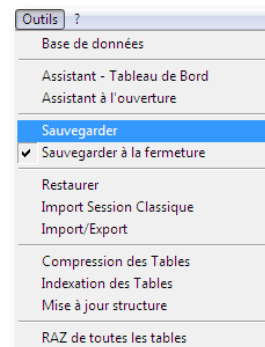 Outils ?
Base de données
Assistant - Tableau de Bord
Assistant à l'ouverture
Sauvegarder
Sauvegarder à la fermeture
Restaurer
Import Session Classique
Import/Export
Compression des Tables
Indexation des Tables
Mise à jour structure
RAZ de toutes les tables